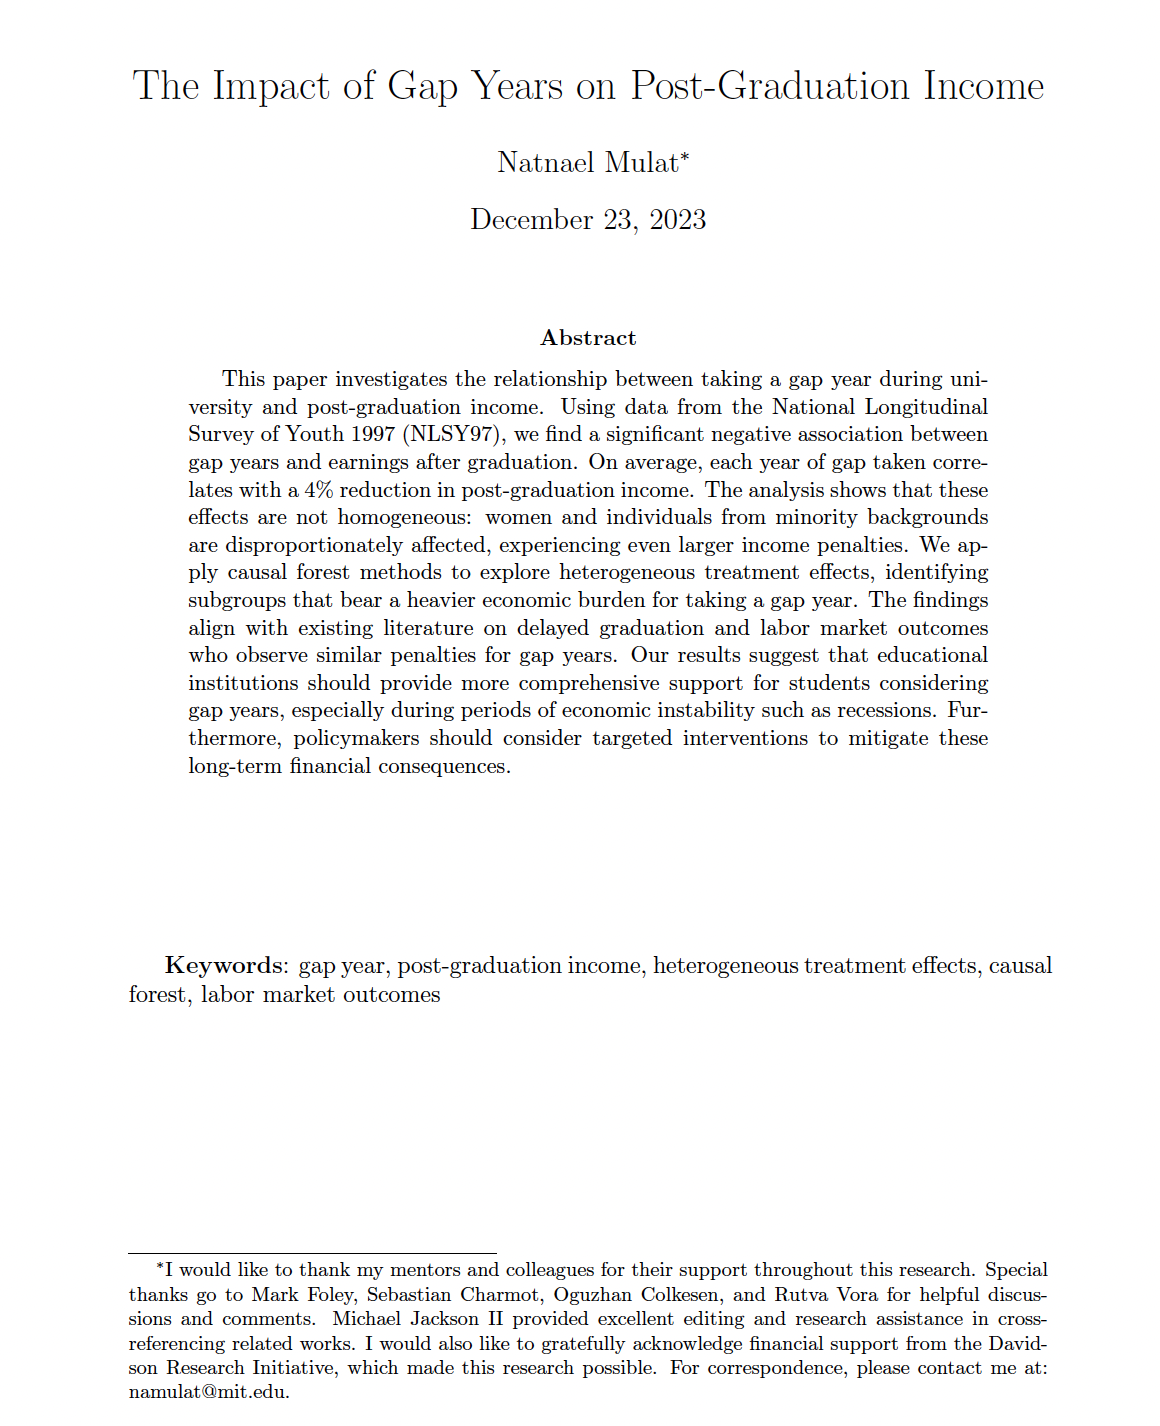 The Impact of Gap Years on Post-Graduation Income
Natnael Mulat*
December 23, 2023
Abstract
This paper investigates the relationship between taking a gap year during uni-
versity and post-graduation income. Using data from the National Longitudinal
Survey of Youth 1997 (NLSY97), we find a significant negative association between
gap years and earnings after graduation. On average, each year of gap taken corre-
lates with a 4% reduction in post-graduation income. The analysis shows that these
effects are not homogeneous: women and individuals from minority backgrounds
are disproportionately affected, experiencing even larger income penalties. We ap-
ply causal forest methods to explore heterogeneous treatment effects, identifying
subgroups that bear a heavier economic burden for taking a gap year. The findings
align with existing literature on delayed graduation and labor market outcomes
who observe similar penalties for gap years. Our results suggest that educational
institutions should provide more comprehensive support for students considering
gap years, especially during periods of economic instability such as recessions. Fur-
thermore, policymakers should consider targeted interventions to mitigate these
long-term financial consequences.
Keywords: gap year, post-graduation income, heterogeneous treatment effects, causal
forest, labor market outcomes
*I would like to thank my mentors and colleagues for their support throughout this research. Special
thanks go to Mark Foley, Sebastian Charmot, Oguzhan Colkesen, and Rutva Vora for helpful discus-
sions and comments. Michael Jackson II provided excellent editing and research assistance in cross-
referencing related works. I would also like to gratefully acknowledge financial support from the David-
son Research Initiative, which made this research possible. For correspondence, please contact me at:
namulat@mit.edu.